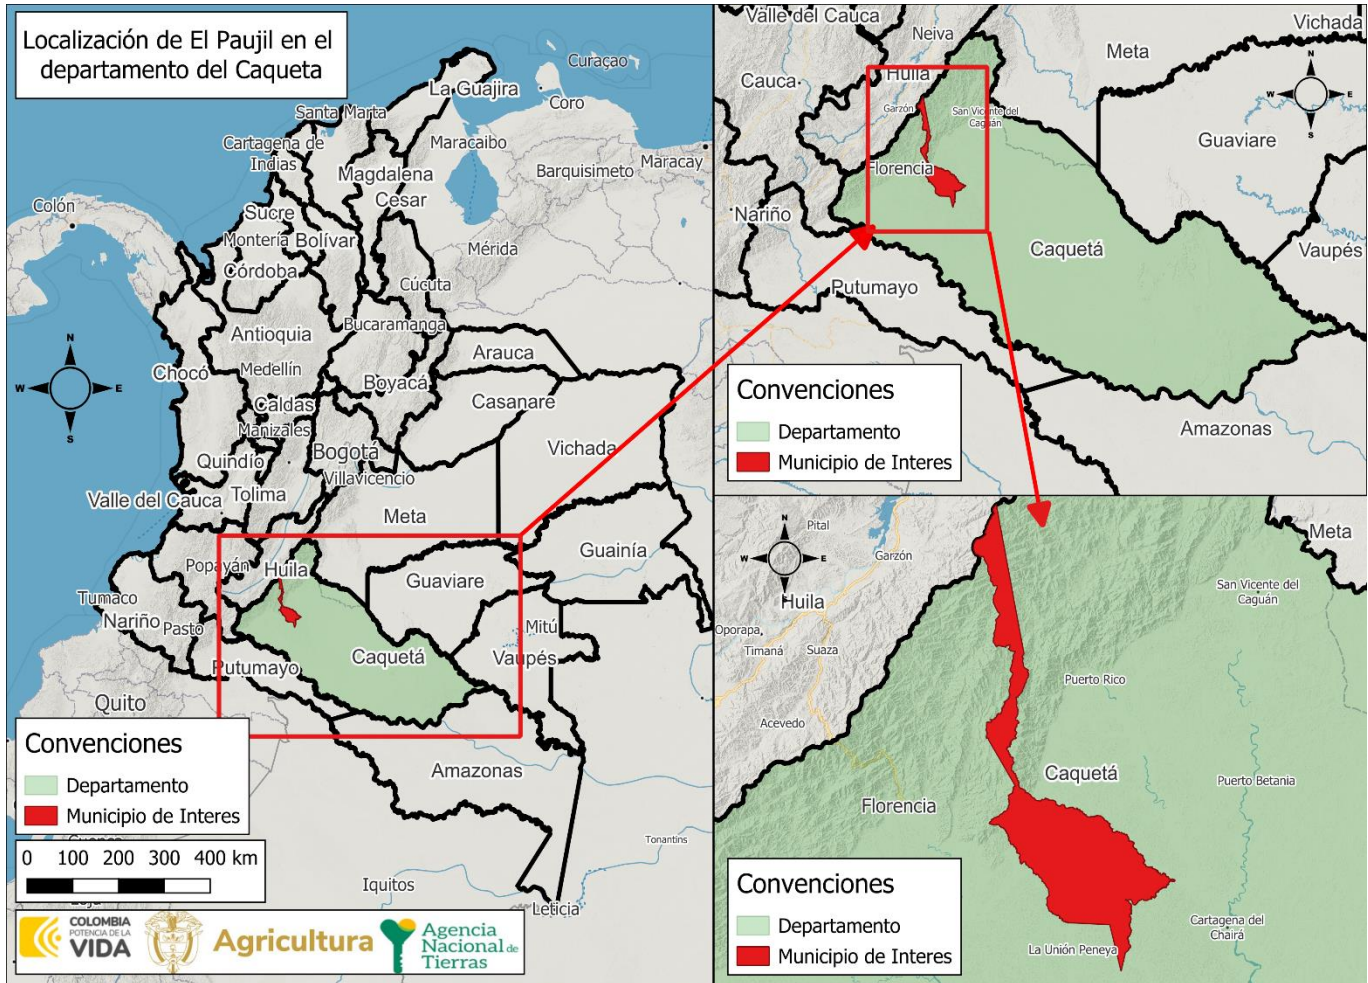 Localización de El Paujil en el
departamento del Caqueta
Curaçao
La Guajira
Coro
Santa Marta
Cartagena de
Indias
Maracaibo
Maracay
Barquisimeto
Magdalena
Cesar
Colón
Sucre
Montería
Bolívar
Mérida
Córdoba
Cúcuta
Bucaramanga
Antioquia
Arauca
Medellín
Chocó
Boyacá
Caldas
Casanare
Manizales
Bogotá
Vichada
Quindío
Villavicencio
Valle del Cauca
Tolima
Meta
Guainía
Popayán
Huila
Guaviare
Tumaco
Nariño
Pasto
Mitú
Caquetá
Vaupés
Putumayo
Quito
Amazonas
Tonantins
Iquitos
Leticia
N
W
E
S
Convenciones
Departamento
Municipio de Interes
0 100 200 300 400 km
COLOMBIA
POTENCIA DE LA
VIDA
Agricultura
Agencia
Nacional de
Tierras
Valle del Cauca
Neiva
Vichada
Meta
Cauca
Huila
Garzón
San Vicente del
Caguán
Guaviare
Florencia
Nariño
Caquetá
Vaupés
Putumayo
Amazonas
N
W
E
S
Convenciones
Departamento
Municipio de Interes
Pital
Garzón
Meta
Huila
San Vicente del
Caguán
Oporapa
Timaná
Suaza
Puerto Rico
Acevedo
Caquetá
Puerto Betania
Florencia
Cartagena del
Chairá
La Unión Peneya
N
W
E
S
Convenciones
Departamento
Municipio de Interes